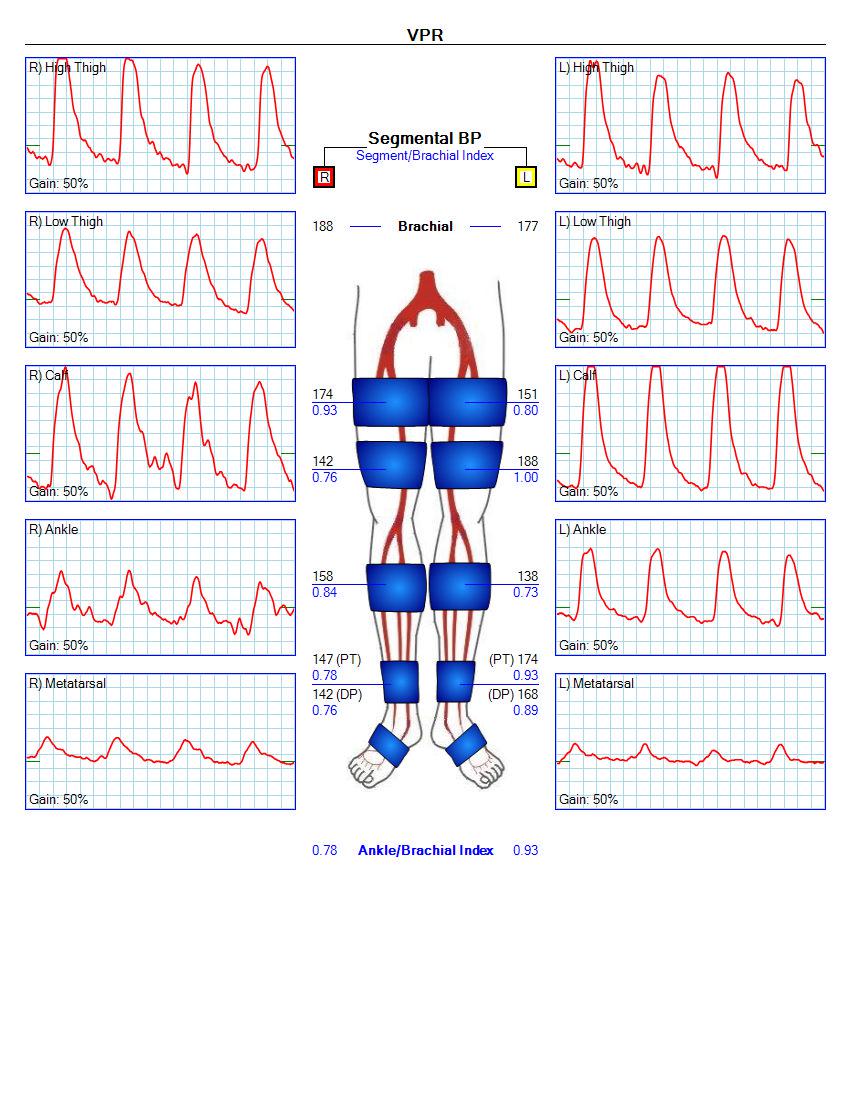 VPR
R) High Thigh
Gain: 50%
R) Low Thigh
Gain: 50%
R) Calf
Gain: 50%
R) Ankle
Gain: 50%
R) Metatarsal
Gain: 50%
Segmental BP
Segment/Brachial Index
R L
188 Brachial 177
174 151
0.93 0.80
142 188
0.76 1.00
158 138
0.84 0.73
147 (PT) (PT) 174
0.78 0.93
142 (DP) (DP) 168
0.76 0.89
0.78 Ankle/Brachial Index 0.93
L) High Thigh
Gain: 50%
L) Low Thigh
Gain: 50%
L) Calf
Gain: 50%
L) Ankle
Gain: 50%
L) Metatarsal
Gain: 50%